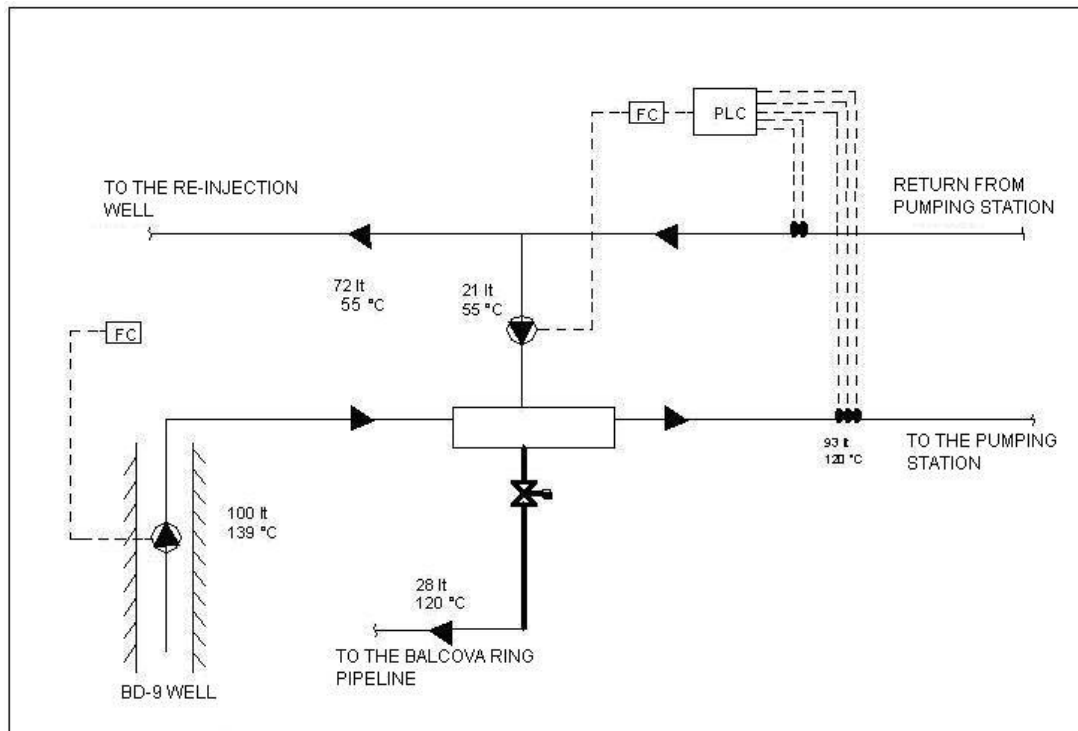 FC
PLC
TO THE RE-INJECTION
WELL
RETURN FROM
PUMPING STATION
72 lt
55 °C
21 lt
55 °C
FC
93 lt
120 °C
TO THE PUMPING
STATION
100 lt
139 °C
28 lt
120 °C
TO THE BALCOVA RING
PIPELINE
BD-9 WELL